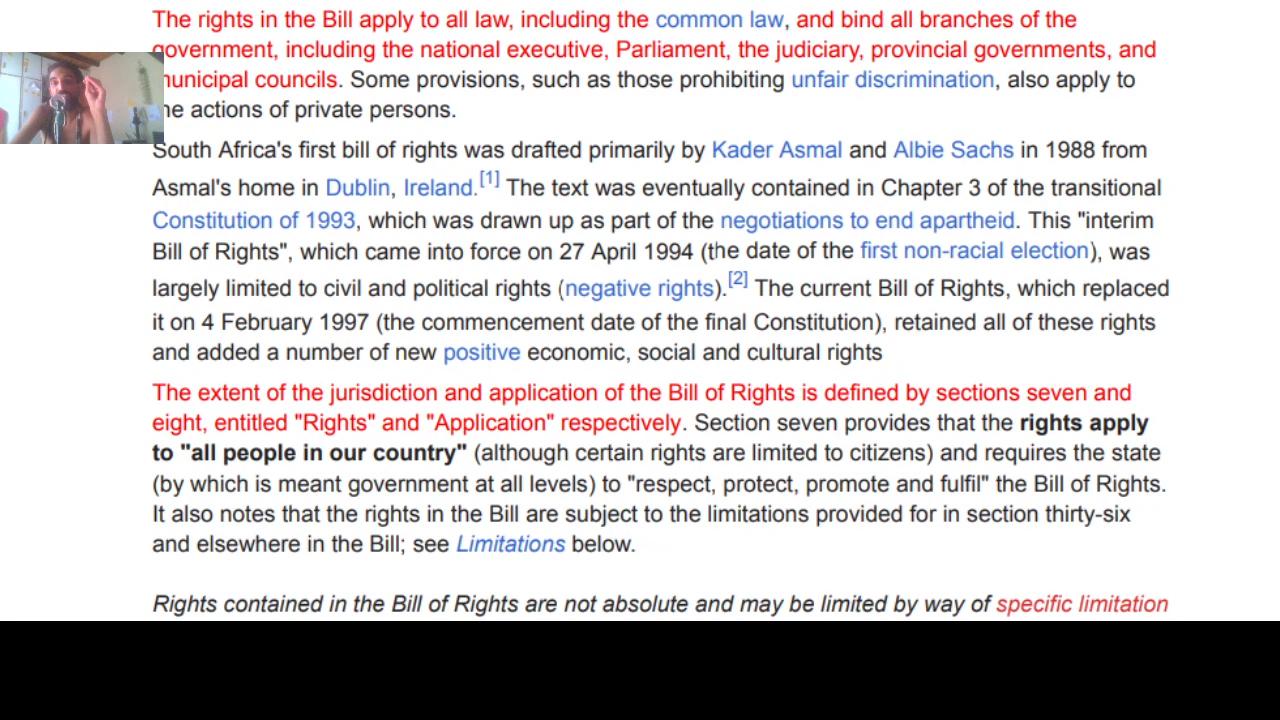 The rights in the Bill apply to all law, including the common law, and bind all branches of the
government, including the national executive, Parliament, the judiciary, provincial governments, and
municipal councils. Some provisions, such as those prohibiting unfair discrimination, also apply to
the actions of private persons.
South Africa's first bill of rights was drafted primarily by Kader Asmal and Albie Sachs in 1988 from
Asmal's home in Dublin, Ireland.[1] The text was eventually contained in Chapter 3 of the transitional
Constitution of 1993, which was drawn up as part of the negotiations to end apartheid. This "interim
Bill of Rights", which came into force on 27 April 1994 (the date of the first non-racial election), was
largely limited to civil and political rights (negative rights).[2] The current Bill of Rights, which replaced
it on 4 February 1997 (the commencement date of the final Constitution), retained all of these rights
and added a number of new positive economic, social and cultural rights
The extent of the jurisdiction and application of the Bill of Rights is defined by sections seven and
eight, entitled "Rights" and "Application" respectively. Section seven provides that the rights apply
to "all people in our country" (although certain rights are limited to citizens) and requires the state
(by which is meant government at all levels) to "respect, protect, promote and fulfil" the Bill of Rights.
It also notes that the rights in the Bill are subject to the limitations provided for in section thirty-six
and elsewhere in the Bill; see Limitations below.
Rights contained in the Bill of Rights are not absolute and may be limited by way of specific limitation